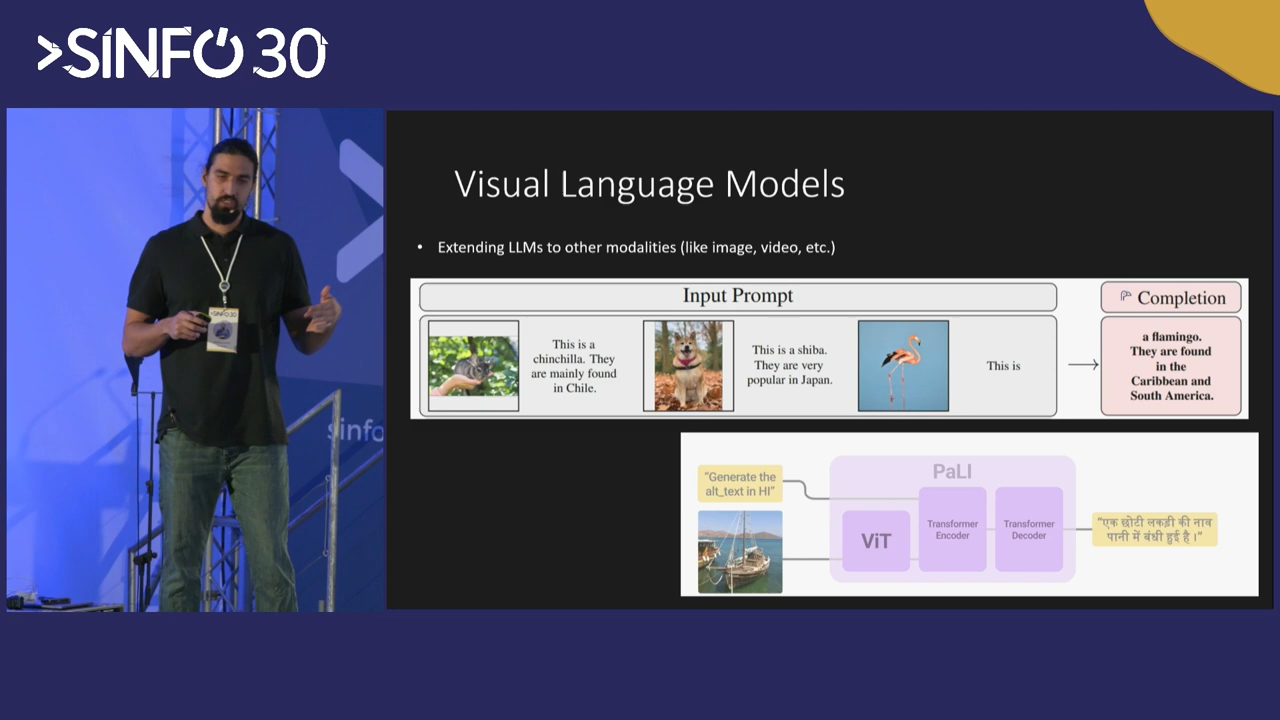 >SINFO 30
Visual Language Models
• Extending LLMs to other modalities (like image, video, etc.)
Input Prompt
Completion
This is a
chinchilla. They
are mainly found
in Chile.
This is a shiba.
They are very
popular in Japan.
This is
a flamingo.
They are found
in the
Caribbean and
South America.
sinfo
"Generate the
alt_text in HI"
PaLI
ViT
Transformer
Encoder
Transformer
Decoder
"एक छोटी लकड़ी की नाव
पानी में बंधी हुई है ।"
>SINFO 30